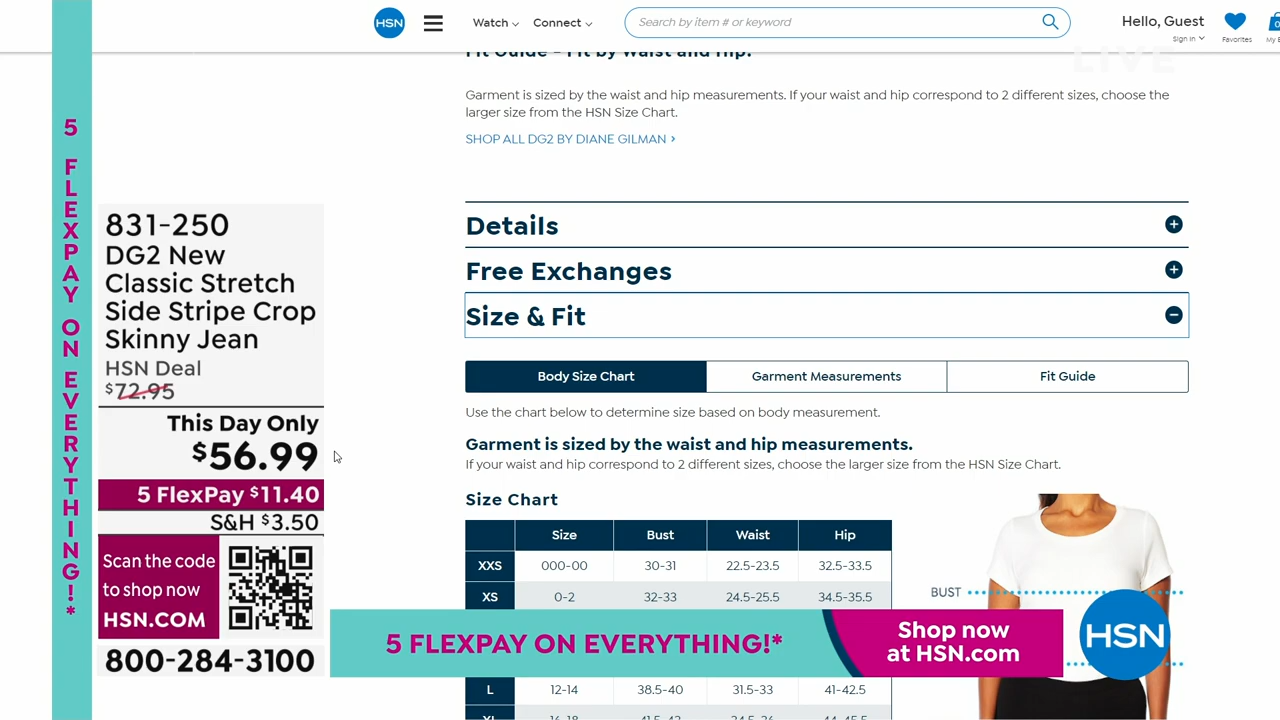 HSN
Watch
Connect
Search by item # or keyword
Hello, Guest
Sign In
Favorites
0
LIVE
Fit Guide - Fit by Waist and Hip.
Garment is sized by the waist and hip measurements. If your waist and hip correspond to 2 different sizes, choose the
larger size from the HSN Size Chart.
SHOP ALL DG2 BY DIANE GILMAN >
5 FLEXPAY ON EVERYTHING!*
831-250
DG2 New
Classic Stretch
Side Stripe Crop
Skinny Jean
HSN Deal
$72.95
This Day Only
$56.99
5 FlexPay $11.40
S&H $3.50
Scan the code
to shop now
HSN.COM
800-284-3100
Details
Free Exchanges
Size & Fit
Body Size Chart Garment Measurements Fit Guide
Use the chart below to determine size based on body measurement.
Garment is sized by the waist and hip measurements.
If your waist and hip correspond to 2 different sizes, choose the larger size from the HSN Size Chart.
Size Chart
Size Bust Waist Hip
XXS 000-00 30-31 22.5-23.5 32.5-33.5
XS 0-2 32-33 24.5-25.5 34.5-35.5
L 12-14 38.5-40 31.5-33 41-42.5
BUST
5 FLEXPAY ON EVERYTHING!*
Shop now
at HSN.com
HSN